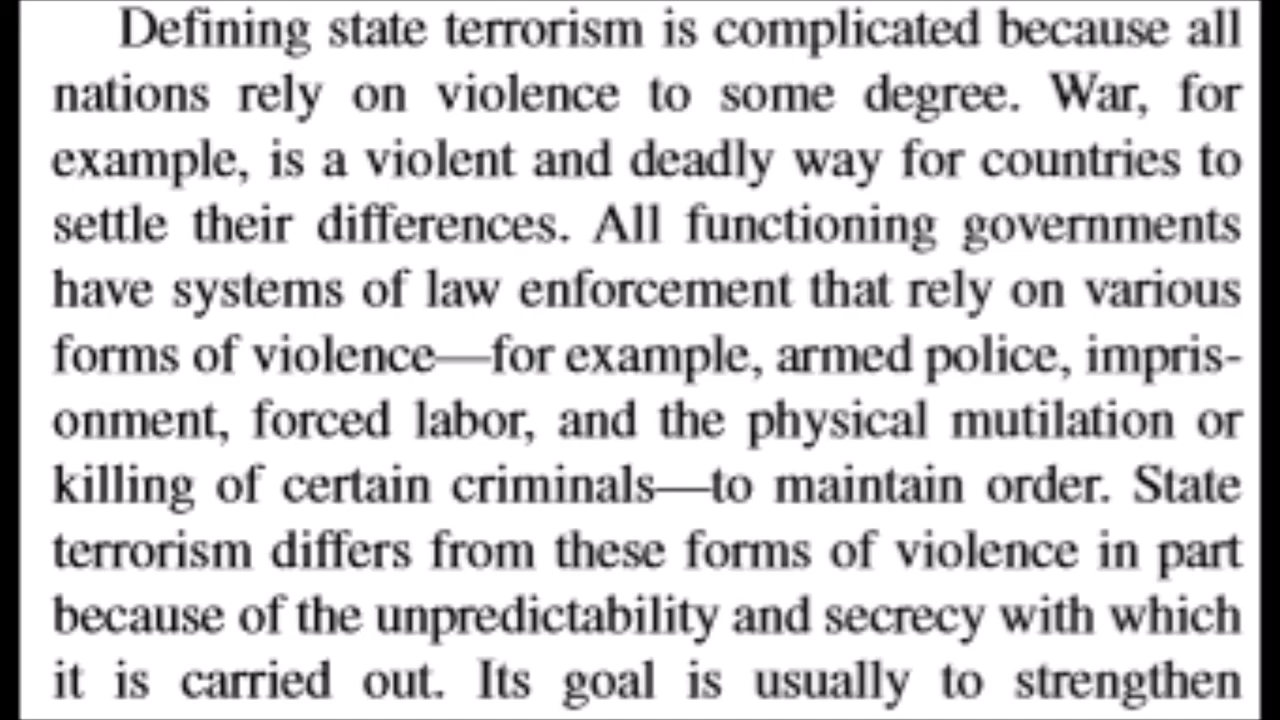 Defining state terrorism is complicated because all
nations rely on violence to some degree. War, for
example, is a violent and deadly way for countries to
settle their differences. All functioning governments
have systems of law enforcement that rely on various
forms of violence—for example, armed police, impris-
onment, forced labor, and the physical mutilation or
killing of certain criminals—to maintain order. State
terrorism differs from these forms of violence in part
because of the unpredictability and secrecy with which
it is carried out. Its goal is usually to strengthen